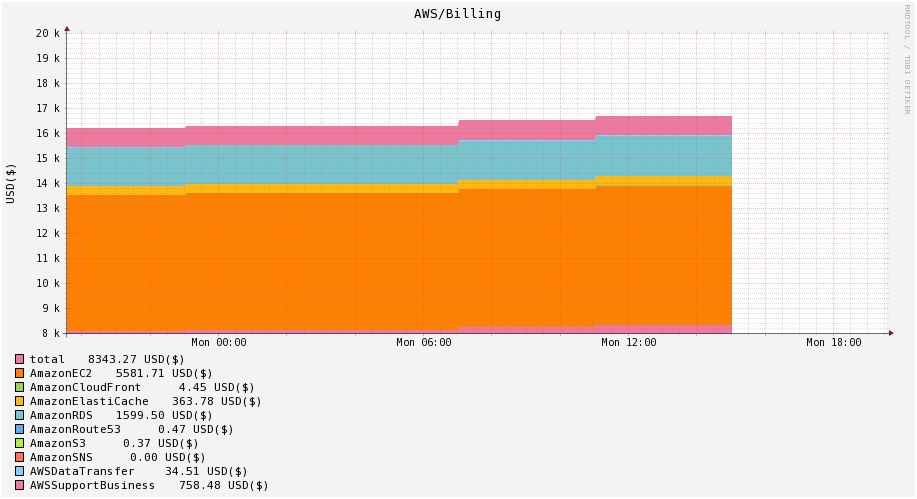 AWS/Billing
RRDTOOL / TOBI OETIKER
USD($)
20 k
19 k
18 k
17 k
16 k
15 k
14 k
13 k
12 k
11 k
10 k
9 k
8 k
Mon 00:00 Mon 06:00 Mon 12:00 Mon 18:00
total 8343.27 USD($)
AmazonEC2 5581.71 USD($)
AmazonCloudFront 4.45 USD($)
AmazonElastiCache 363.78 USD($)
AmazonRDS 1599.50 USD($)
AmazonRoute53 0.47 USD($)
AmazonS3 0.37 USD($)
AmazonSNS 0.00 USD($)
AWSDataTransfer 34.51 USD($)
AWSSupportBusiness 758.48 USD($)